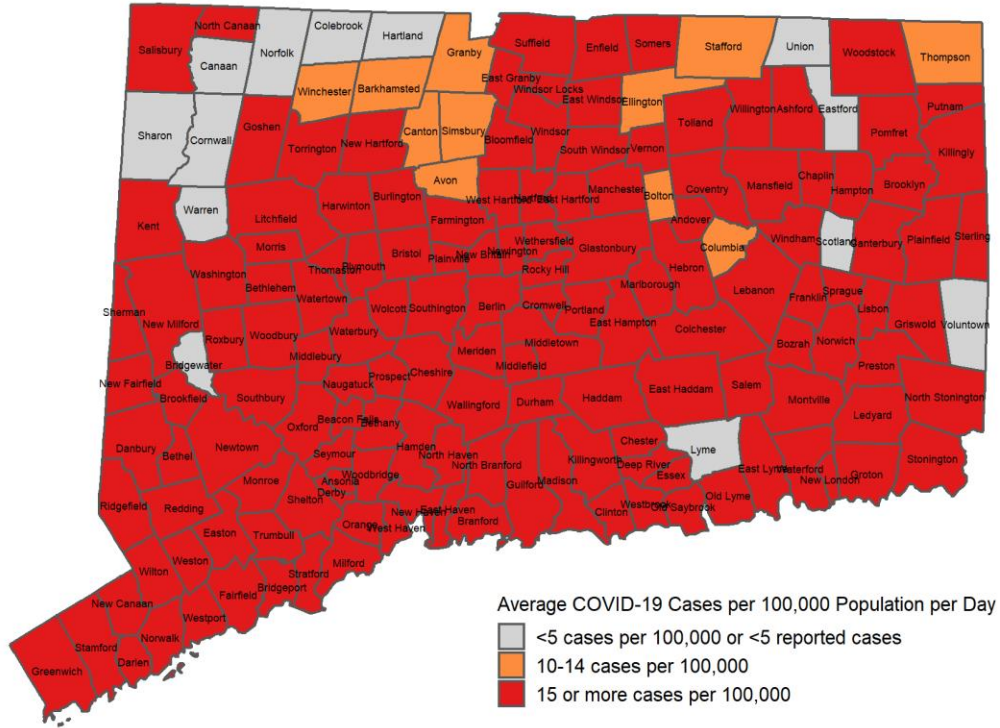 North Canaan
Colebrook
Hartland
Salisbury
Canaan
Norfolk
Granby
Suffield
Enfield
Somers
Stafford
Union
Woodstock
Thompson
Winchester
Barkhamsted
East Granby
Windsor Locks
East Windsor
Ellington
Willington
Ashford
Eastford
Putnam
Sharon
Cornwall
Goshen
Torrington
New Hartford
Canton
Simsbury
Bloomfield
Windsor
South Windsor
Vernon
Tolland
Pomfret
Killingly
Avon
Kent
Warren
Litchfield
Harwinton
Burlington
Farmington
West Hartford
Hartford
East Hartford
Manchester
Bolton
Coventry
Mansfield
Chaplin
Hampton
Brooklyn
Andover
Morris
Washington
Bethlehem
Thomaston
Plymouth
Bristol
Plainville
New Britain
Newington
Wethersfield
Rocky Hill
Glastonbury
Hebron
Columbia
Windham
Scotland
Canterbury
Plainfield
Sterling
Sherman
New Milford
Roxbury
Woodbury
Watertown
Waterbury
Wolcott
Southington
Berlin
Cromwell
Portland
East Hampton
Marlborough
Colchester
Lebanon
Franklin
Sprague
Lisbon
Griswold
Voluntown
Bridgewater
Middlebury
Naugatuck
Prospect
Cheshire
Meriden
Middletown
Middlefield
Bozrah
Norwich
Preston
New Fairfield
Brookfield
Southbury
Oxford
Beacon Falls
Bethany
Wallingford
Durham
Haddam
East Haddam
Salem
Montville
Ledyard
North Stonington
Danbury
Bethel
Newtown
Monroe
Seymour
Ansonia
Derby
Woodbridge
Hamden
North Haven
North Branford
Guilford
Madison
Killingworth
Chester
Deep River
Essex
Lyme
East Lyme
Waterford
New London
Groton
Stonington
Ridgefield
Redding
Easton
Trumbull
Shelton
Orange
West Haven
New Haven
East Haven
Branford
Clinton
Westbrook
Old Saybrook
Old Lyme
Wilton
Weston
Fairfield
Bridgeport
Stratford
Milford
New Canaan
Westport
Norwalk
Greenwich
Stamford
Darien
Average COVID-19 Cases per 100,000 Population per Day
<5 cases per 100,000 or <5 reported cases
10-14 cases per 100,000
15 or more cases per 100,000